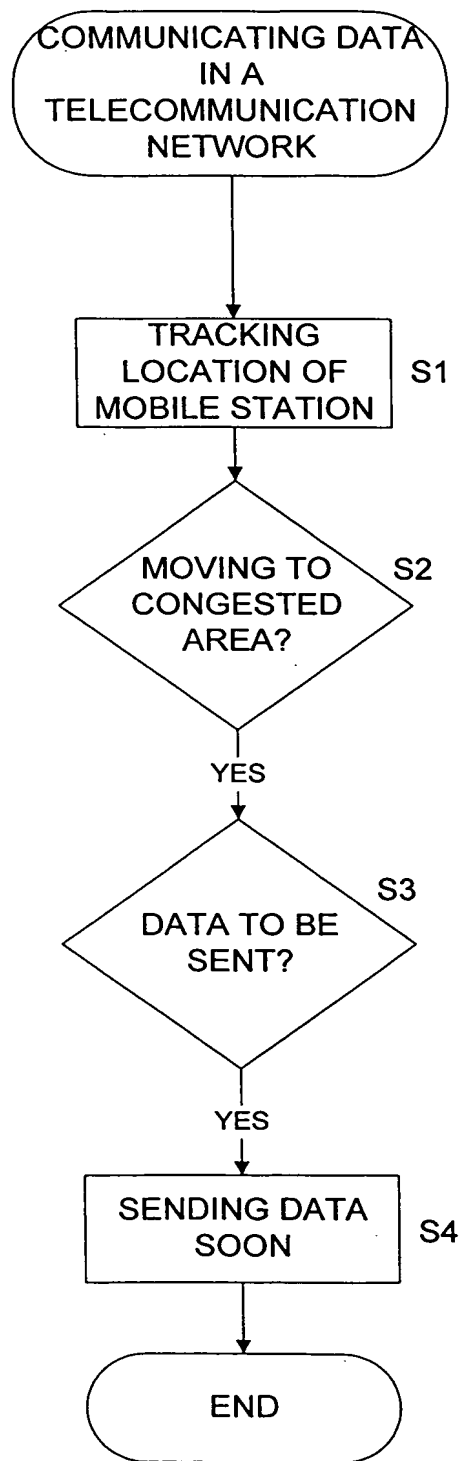 COMMUNICATING DATA
IN A
TELECOMMUNICATION
NETWORK
TRACKING
LOCATION OF
MOBILE STATION
S1
MOVING TO
CONGESTED
AREA?
S2
YES
DATA TO BE
SENT?
S3
YES
SENDING DATA
SOON
S4
END